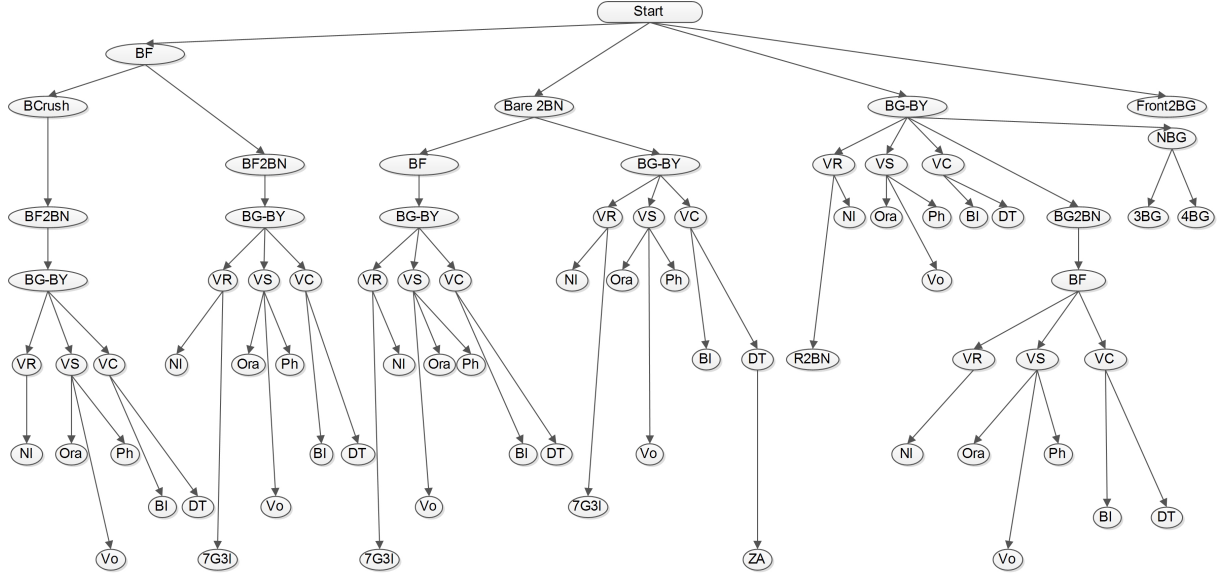 Start
BF
BCrush Bare 2BN BG-BY Front2BG
NBG
BF2BN BF BG-BY VR VS VC
BF2BN BG-BY BG-BY VR VS VC NI Ora Ph BI DT BG2BN 3BG 4BG
BG-BY VR VS VC VR VS VC NI Ora Ph Vo BF
VR VS VC NI Ora Ph NI Ora Ph BI DT R2BN VR VS VC
NI Ora Ph BI DT BI DT Vo NI Ora Ph
BI DT Vo Vo 7G3I BI DT
Vo 7G3I 7G3I ZA Vo